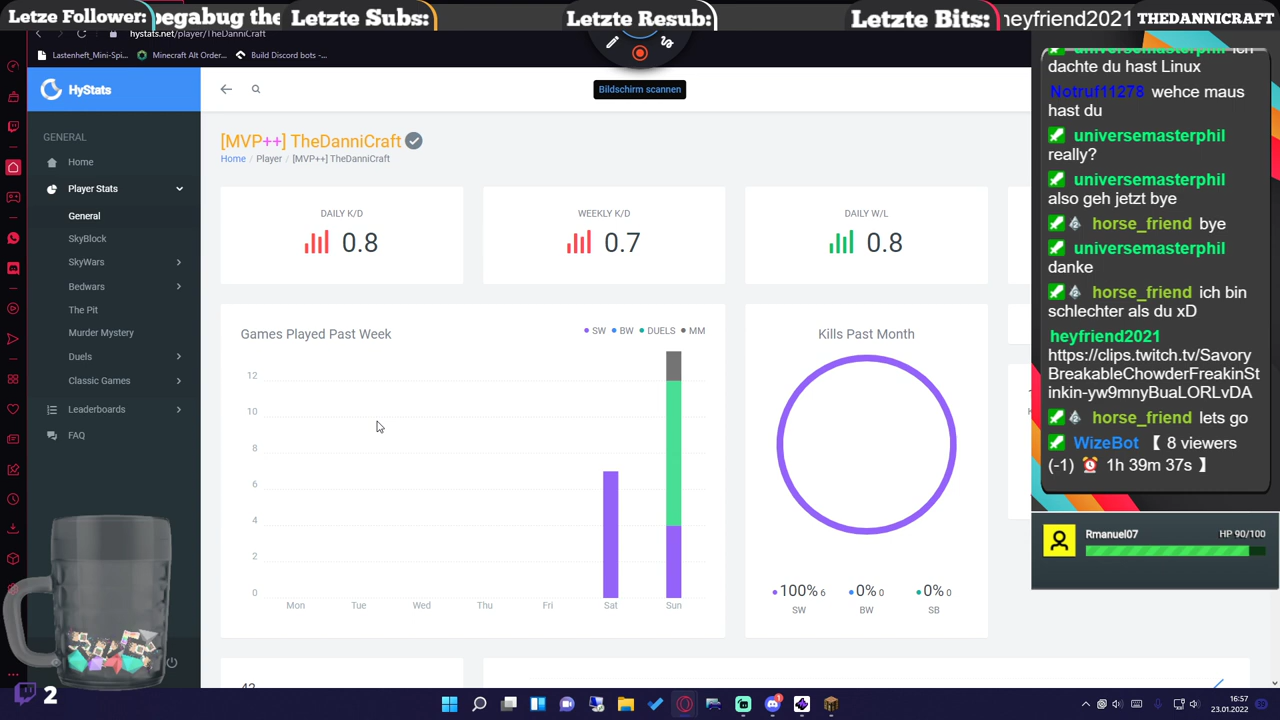 Letze Follower:
pegabug the
Letzte Subs:
Letzte Resub:
Letzte Bits:
heyfriend2021
THEDANNICRAFT
hystats.net/player/TheDanniCraft
Lastenheft_Mini-Spi...
Minecraft Alt Order...
Build Discord bots -...
HyStats
Bildschirm scannen
GENERAL
Home
Player Stats
General
SkyBlock
SkyWars
Bedwars
The Pit
Murder Mystery
Duels
Classic Games
Leaderboards
FAQ
[MVP++] TheDanniCraft
Home / Player / [MVP++] TheDanniCraft
DAILY K/D
0.8
WEEKLY K/D
0.7
DAILY W/L
0.8
Games Played Past Week
SW BW DUELS MM
12
10
8
6
4
2
0
Mon Tue Wed Thu Fri Sat Sun
Kills Past Month
100% 6
SW
0% 0
BW
0% 0
SB
universemasterphil ich
dachte du hast Linux
Notruf11278 wehce maus
hast du
universemasterphil
really?
universemasterphil
also geh jetzt bye
horse_friend bye
universemasterphil
danke
horse_friend ich bin
schlechter als du xD
heyfriend2021
https://clips.twitch.tv/Savory
BreakableChowderFreakinSt
inkin-yw9mnyBuaLORLvDA
horse_friend lets go
WizeBot 【 8 viewers
(-1) ⏰ 1h 39m 37s 】
Rmanuel07
HP 90/100
2
16:57
23.01.2022